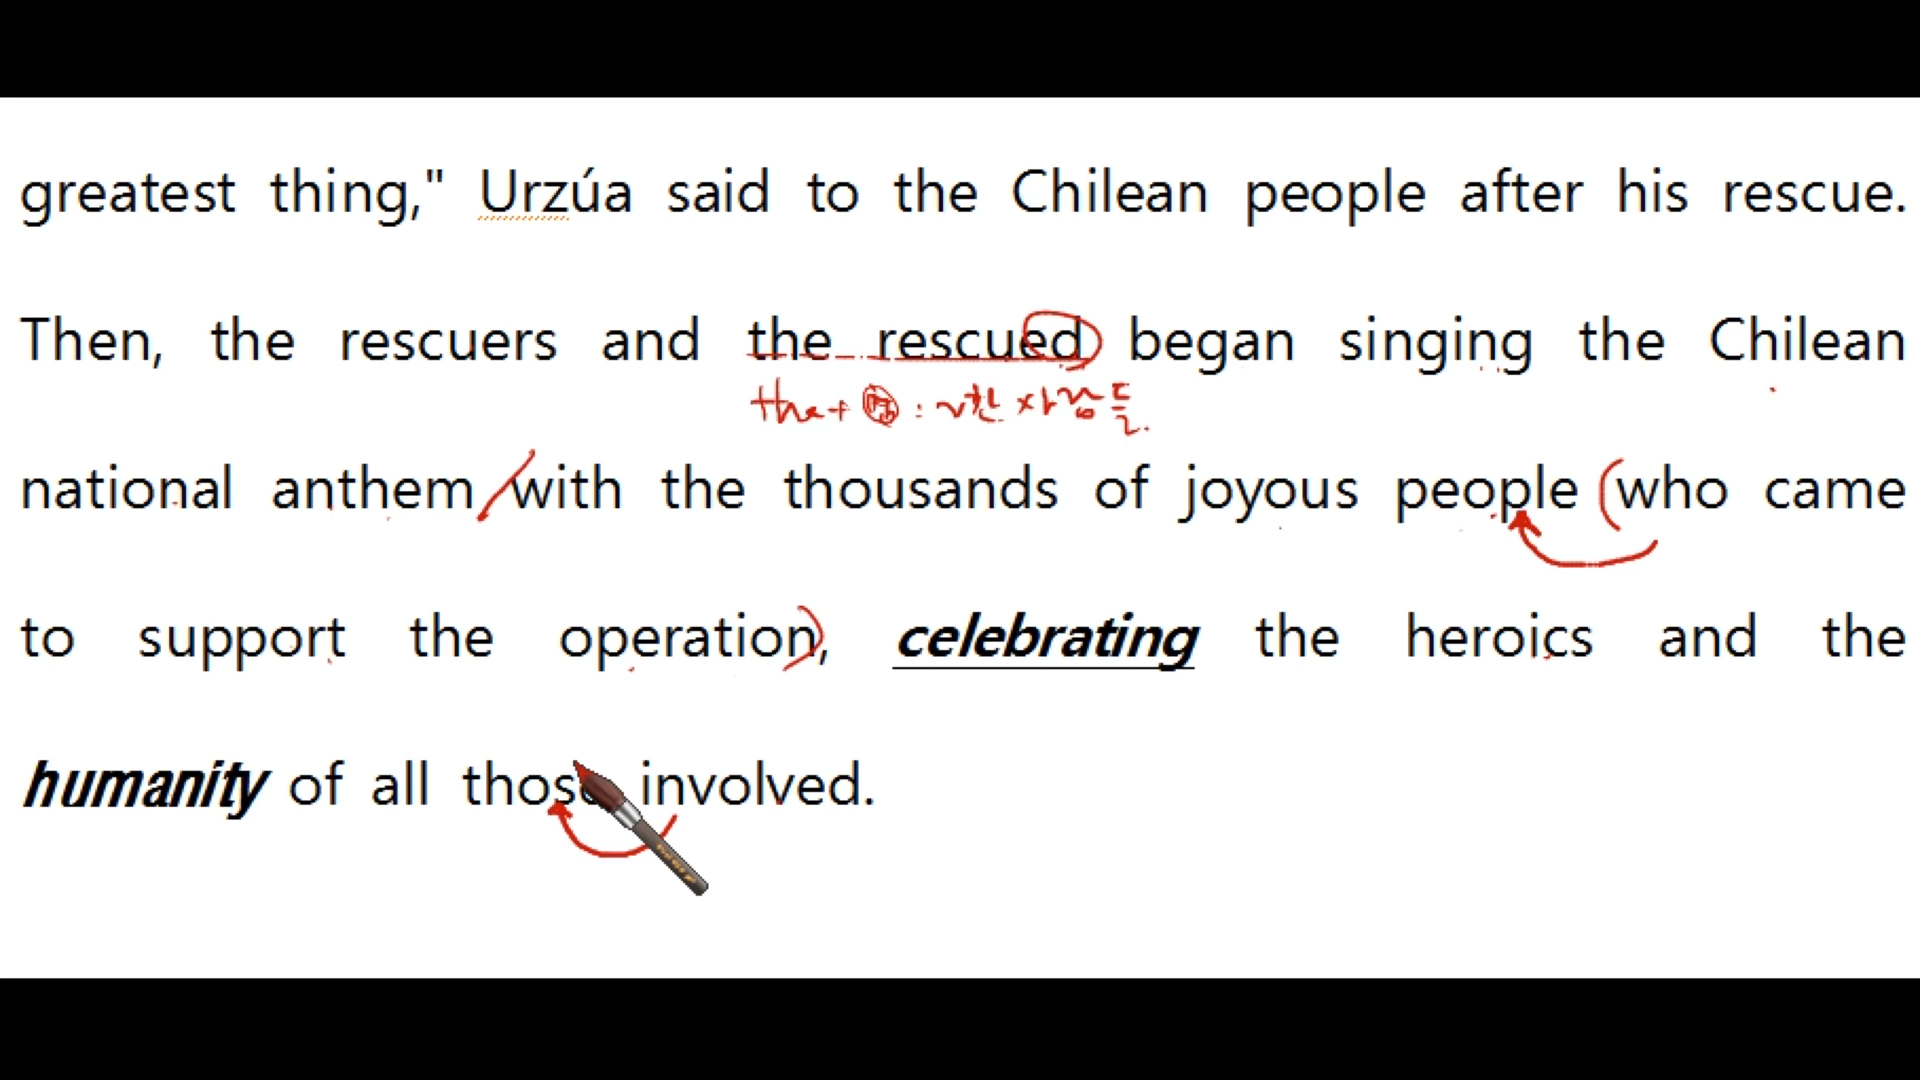 greatest thing," Urzúa said to the Chilean people after his rescue.
Then, the rescuers and the rescued began singing the Chilean
the+ 형 : ~한 사람들.
national anthem with the thousands of joyous people (who came
to support the operation), celebrating the heroics and the
humanity of all those involved.